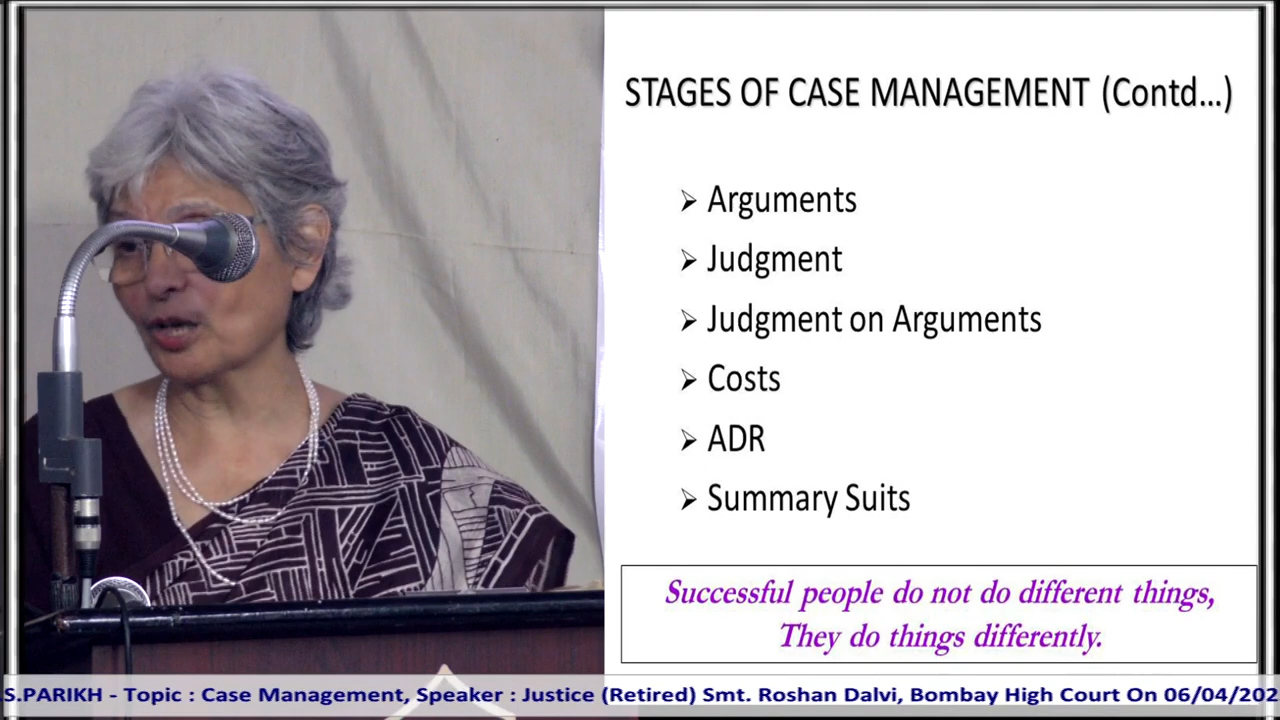 STAGES OF CASE MANAGEMENT (Contd...)
➢ Arguments
➢ Judgment
➢ Judgment on Arguments
➢ Costs
➢ ADR
➢ Summary Suits
Successful people do not do different things,
They do things differently.
.S.PARIKH - Topic : Case Management, Speaker : Justice (Retired) Smt. Roshan Dalvi, Bombay High Court On 06/04/202